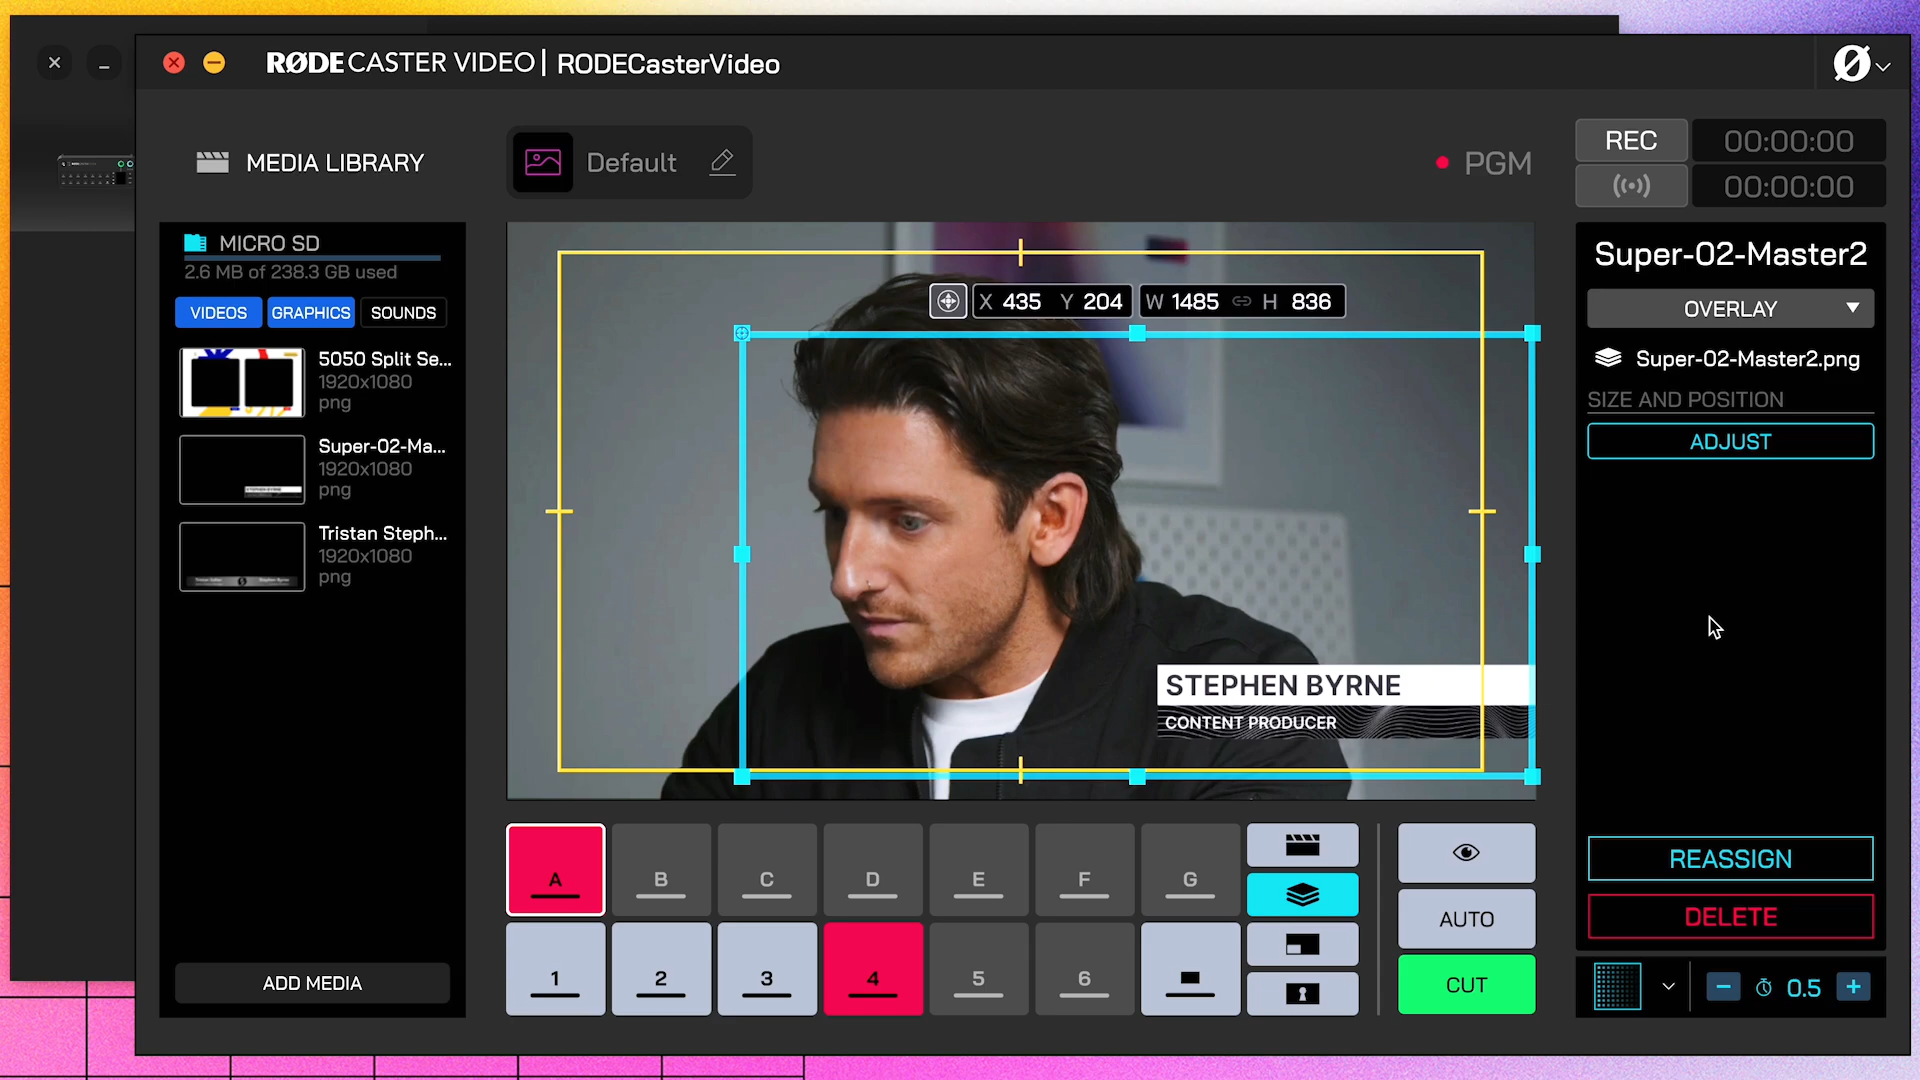 RØDECASTER VIDEO | RODECasterVideo
MEDIA LIBRARY
Default
PGM
REC
00:00:00
00:00:00
MICRO SD
2.6 MB of 238.3 GB used
VIDEOS
GRAPHICS
SOUNDS
5050 Split Se...
1920x1080
png
Super-02-Ma...
1920x1080
png
Tristan Steph...
1920x1080
png
ADD MEDIA
X 435 Y 204
W 1485 H 836
STEPHEN BYRNE
CONTENT PRODUCER
A
B
C
D
E
F
G
1
2
3
4
5
6
AUTO
CUT
Super-02-Master2
OVERLAY
Super-02-Master2.png
SIZE AND POSITION
ADJUST
REASSIGN
DELETE
0.5